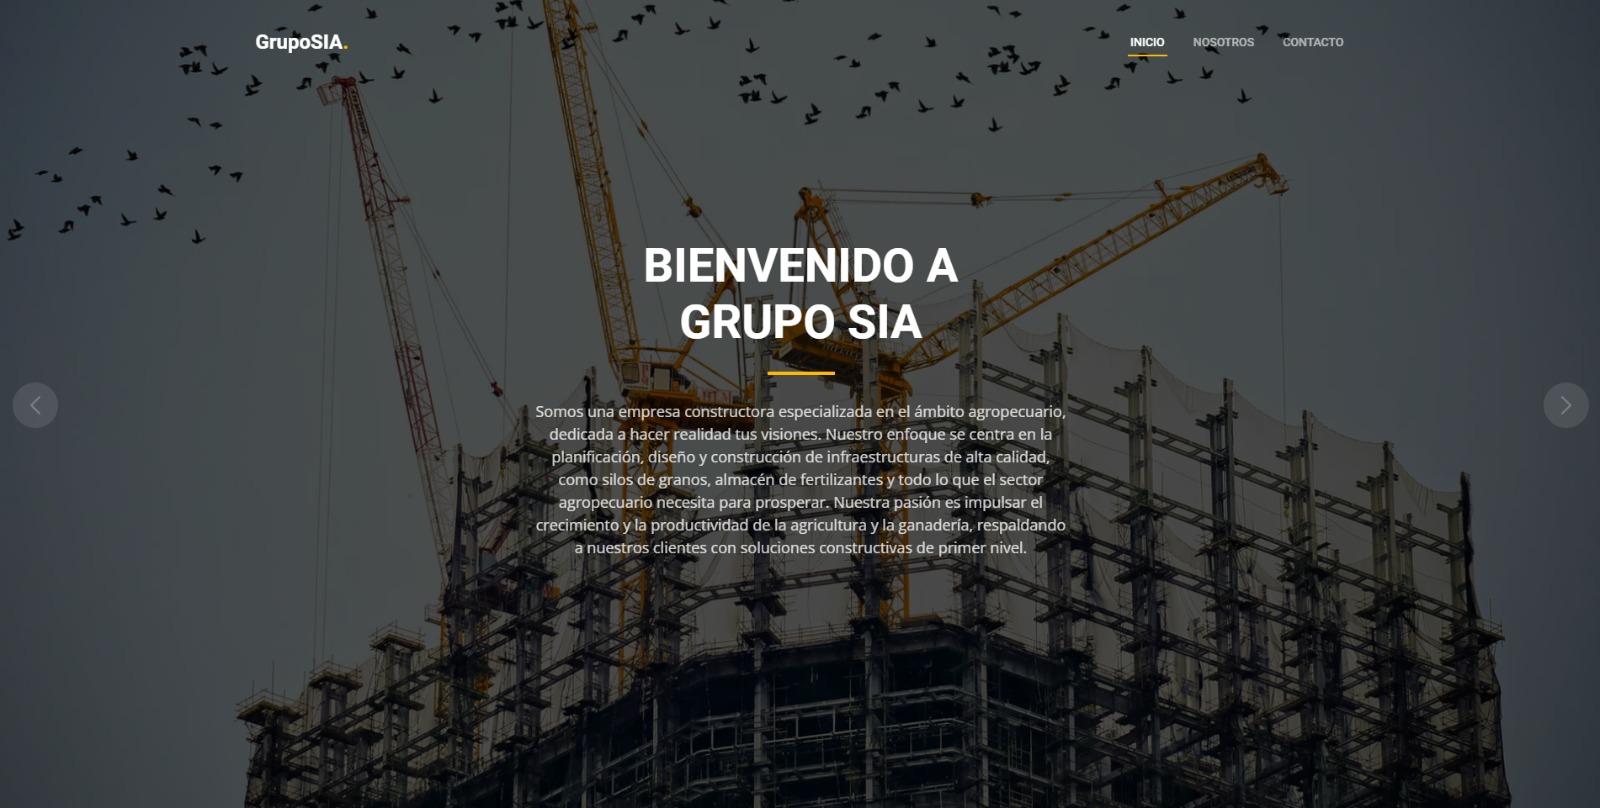 GrupoSIA.
INICIO NOSOTROS CONTACTO
BIENVENIDO A
GRUPO SIA
Somos una empresa constructora especializada en el ámbito agropecuario,
dedicada a hacer realidad tus visiones. Nuestro enfoque se centra en la
planificación, diseño y construcción de infraestructuras de alta calidad,
como silos de granos, almacén de fertilizantes y todo lo que el sector
agropecuario necesita para prosperar. Nuestra pasión es impulsar el
crecimiento y la productividad de la agricultura y la ganadería, respaldando
a nuestros clientes con soluciones constructivas de primer nivel.